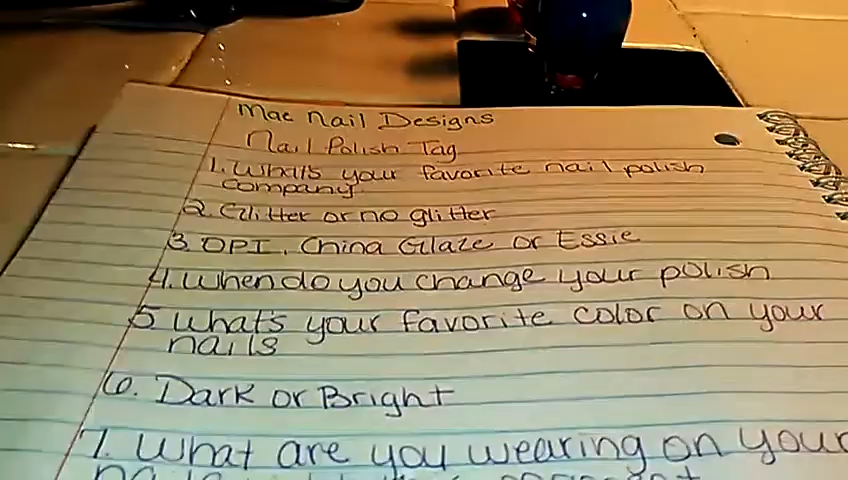 Mac Nail Designs
Nail Polish Tag
1. What's your favorite nail polish
company
2. Glitter or no glitter
3. OPI, China Glaze or Essie
4. When do you change your polish
5 What's your favorite color on your
nails
6. Dark or Bright
7. What are you wearing on your